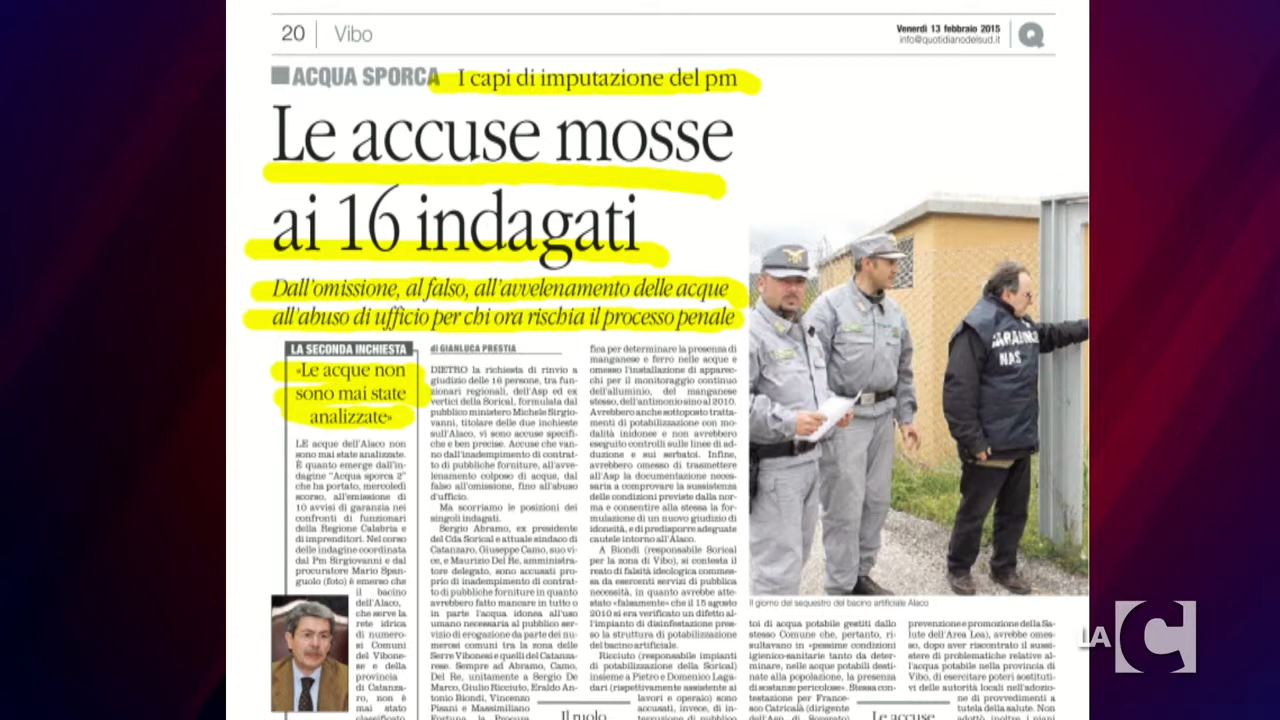 20 Vibo
Venerdì 13 febbraio 2015
info@quotidianodelsud.it
Q
ACQUA SPORCA I capi di imputazione del pm
Le accuse mosse
ai 16 indagati
Dall'omissione, al falso, all'avvelenamento delle acque
all'abuso di ufficio per chi ora rischia il processo penale
LA SECONDA INCHIESTA
«Le acque non
sono mai state
analizzate»
LE acque dell'Alaco non
sono mai state analizzate.
È quanto emerge dall'in-
dagine "Acqua sporca 2"
che ha portato, mercoledì
scorso, all'emissione di
10 avvisi di garanzia nei
confronti di funzionari
della Regione Calabria e
di imprenditori. Nel corso
delle indagine coordinata
dal Pm Sirgiovanni e dal
procuratore Mario Spa-
gnuolo (foto) è emerso che
il bacino
dell'Alaco,
che serve la
rete idrica
di numero-
si Comuni
del Vibone-
se e della
provincia
di Catanza-
ro, non è
mai stato
classificato
di GIANLUCA PRESTIA
DIETRO la richiesta di rinvio a
giudizio delle 16 persone, tra fun-
zionari regionali, dell'Asp ed ex
vertici della Sorical, formulata dal
pubblico ministero Michele Sirgio-
vanni, titolare delle due inchieste
sull'Alaco, vi sono accuse specifi-
che e ben precise. Accuse che van-
no dall'inadempimento di contrat-
to di pubbliche forniture, all'avve-
lenamento colposo di acque, dal
falso all'omissione, fino all'abuso
d'ufficio.
Ma scorriamo le posizioni dei
singoli indagati.
Sergio Abramo, ex presidente
del Cda Sorical e attuale sindaco di
Catanzaro, Giuseppe Camo, suo vi-
ce, e Maurizio Del Re, amministra-
tore delegato, sono accusati pro-
prio di inadempimento di contrat-
to di pubbliche forniture in quanto
avrebbero fatto mancare in tutto o
in parte l'acqua idonea all'uso
umano necessaria al pubblico ser-
vizio di erogazione da parte dei nu-
merosi comuni tra la zona delle
Serre Vibonesi e quelli del Catanza-
rese. Sempre ad Abramo, Camo,
Del Re, unitamente a Sergio De
Marco, Giulio Ricciuto, Eraldo An-
tonio Biondi, Vincenzo
Pisani e Massimiliano
Fortuna, la Procura
fica per determinare la presenza di
manganese e ferro nelle acque e
omesso l'installazione di apparec-
chi per il monitoraggio continuo
dell'alluminio, del manganese
stesso, dell'antimonio sino al 2010.
Avrebbero anche sottoposto tratta-
menti di potabilizzazione con mo-
dalità inidonee e non avrebbero
eseguito controlli sulle linee di ad-
duzione e sui serbatoi. Infine,
avrebbero omesso di trasmettere
all'Asp la documentazione neces-
saria a comprovare la sussistenza
delle condizioni previste dalla nor-
ma e consentire alla stessa la for-
mulazione di un nuovo giudizio di
idoneità, e di predisporre adeguate
cautele intorno all'Alaco.
A Biondi (responsabile Sorical
per la zona di Vibo), si contesta il
reato di falsità ideologica commes-
sa da esercenti servizi di pubblica
necessità, in quanto avrebbe atte-
stato «falsamente» che il 15 agosto
2010 si era verificato un difetto al-
l'impianto di disinfestazione pres-
so la struttura di potabilizzazione
del bacino artificiale.
Ricciuto (responsabile impianti
di potabilizzazione della Sorical)
insieme a Pietro e Domenico Laga-
dari (rispettivamente assistente ai
lavori e operaio) sono
accusati, invece, di in-
terruzione di pubblico
Il ruolo
CARABINIERI
NAS
Il giorno del sequestro del bacino artificiale Alaco
toi di acqua potabile gestiti dallo
stesso Comune che, pertanto, ri-
sultavano in «pessime condizioni
igienico-sanitarie tanto da deter-
minare, nelle acque potabili desti-
nate alla popolazione, la presenza
di sostanze pericolose». Stessa con-
testazione per France-
sco Catricalà (dirigente
dell'Asp di Soverato)
prevenzione e promozione della Sa-
lute dell'Area Lea), avrebbe omes-
so, dopo aver riscontrato il sussi-
stere di problematiche relative al-
l'acqua potabile nella provincia di
Vibo, di esercitare poteri sostituti-
vi delle autorità locali nell'adozio-
ne di provvedimenti a
tutela della salute. Non
adottò inoltre i piani
Le accuse
LA C